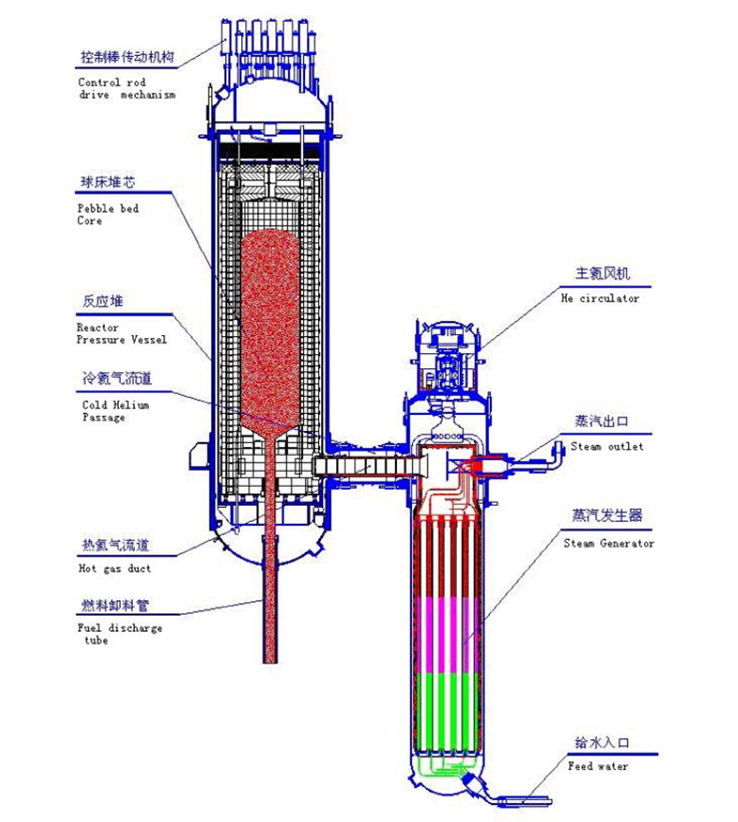 控制棒传动机构
Control rod
drive mechanism
球床堆芯
Pebble bed
Core
反应堆
Reactor
Pressure Vessel
冷氦气流道
Cold Helium
Passage
热氦气流道
Hot gas duct
燃料卸料管
Fuel discharge
tube
主氦风机
He circulator
蒸汽出口
Steam outlet
蒸汽发生器
Steam Generator
给水入口
Feed water